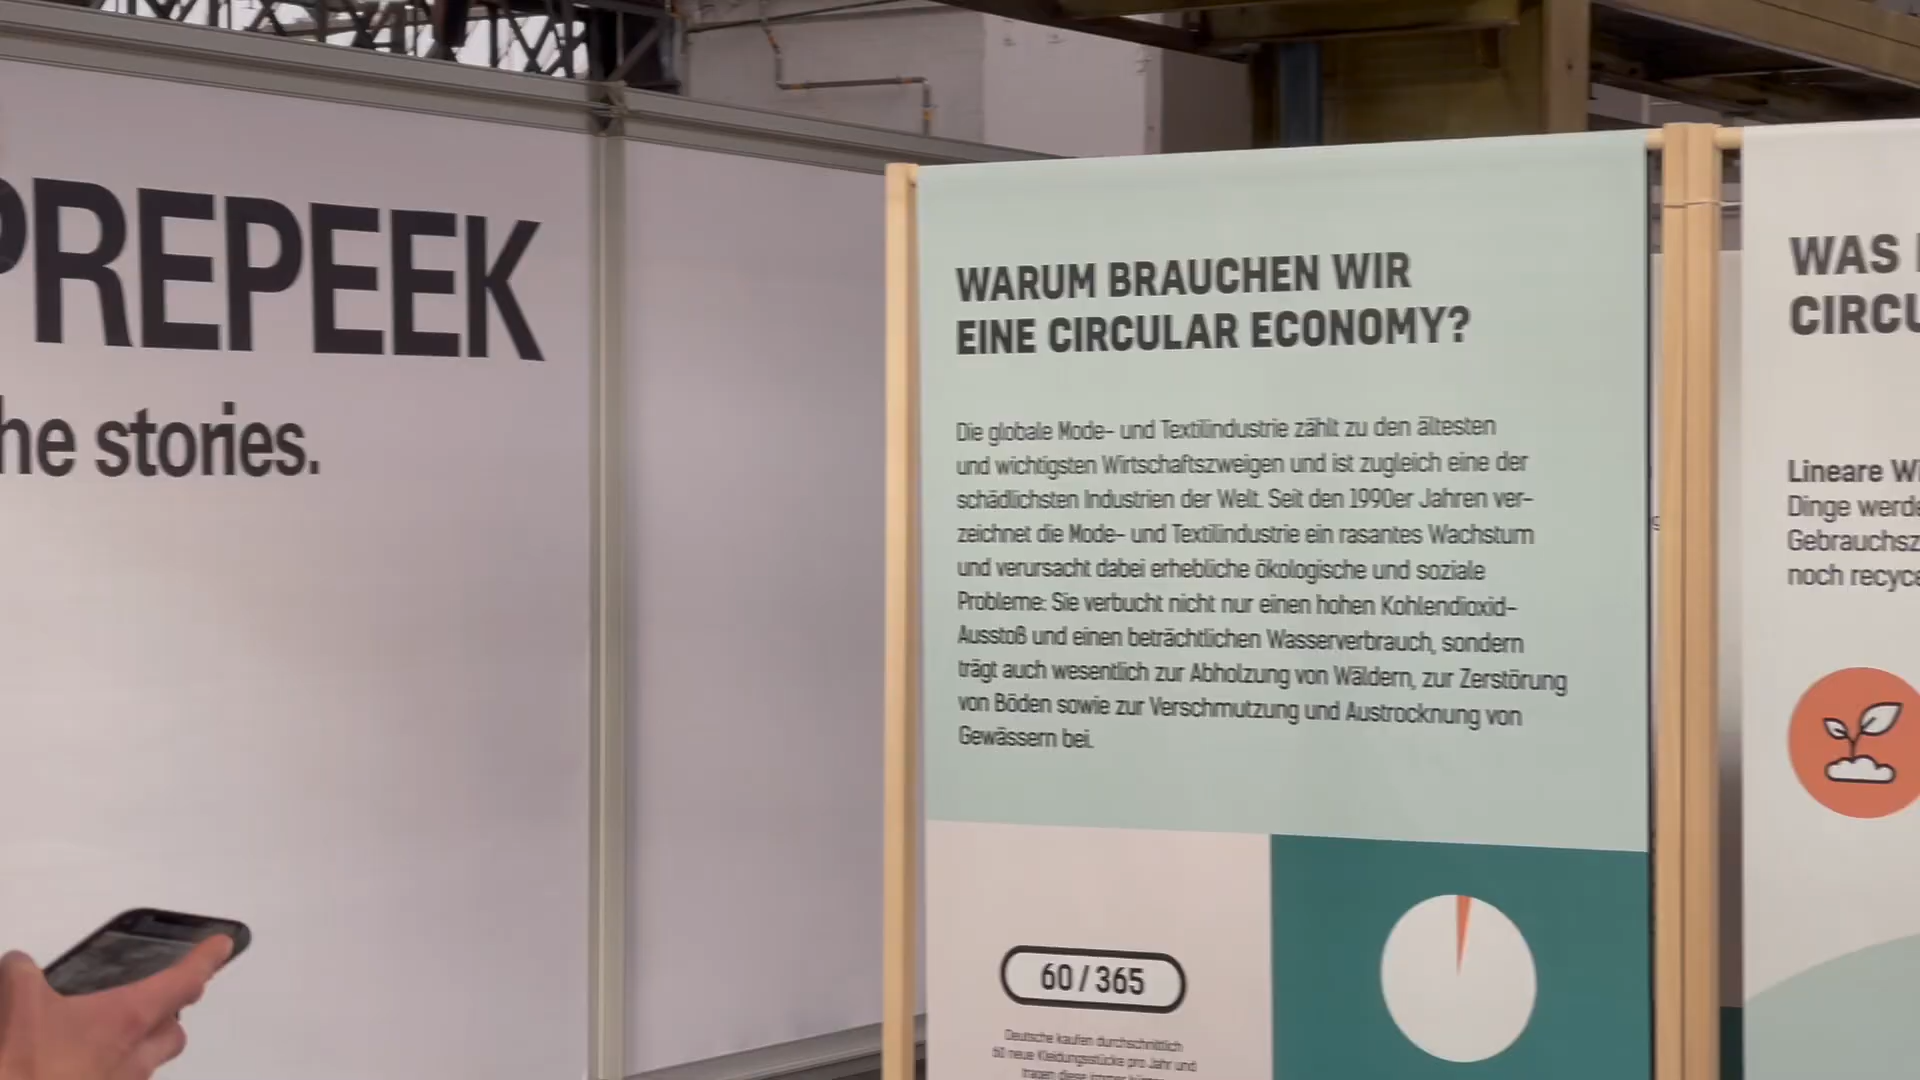 PREPEEK
he stories.
WARUM BRAUCHEN WIR
EINE CIRCULAR ECONOMY?
Die globale Mode- und Textilindustrie zählt zu den ältesten
und wichtigsten Wirtschaftszweigen und ist zugleich eine der
schädlichsten Industrien der Welt. Seit den 1990er Jahren ver-
zeichnet die Mode- und Textilindustrie ein rasantes Wachstum
und verursacht dabei erhebliche ökologische und soziale
Probleme: Sie verbucht nicht nur einen hohen Kohlendioxid-
Ausstoß und einen beträchtlichen Wasserverbrauch, sondern
trägt auch wesentlich zur Abholzung von Wäldern, zur Zerstörung
von Böden sowie zur Verschmutzung und Austrocknung von
Gewässern bei.
60 / 365
Deutsche kaufen durchschnittlich
60 neue Kleidungsstücke pro Jahr und
tragen diese immer
WAS
CIRCU
Lineare Wi
Dinge werde
Gebrauchsz
noch recyce